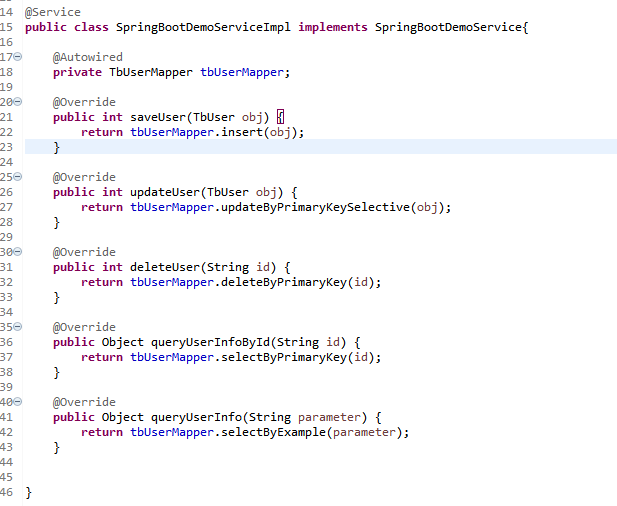 14 @Service
15 public class SpringBootDemoServiceImpl implements SpringBootDemoService{
16
17 @Autowired
18 private TbUserMapper tbUserMapper;
19
20 @Override
21 public int saveUser(TbUser obj) {
22 return tbUserMapper.insert(obj);
23 }
24
25 @Override
26 public int updateUser(TbUser obj) {
27 return tbUserMapper.updateByPrimaryKeySelective(obj);
28 }
29
30 @Override
31 public int deleteUser(String id) {
32 return tbUserMapper.deleteByPrimaryKey(id);
33 }
34
35 @Override
36 public Object queryUserInfoById(String id) {
37 return tbUserMapper.selectByPrimaryKey(id);
38 }
39
40 @Override
41 public Object queryUserInfo(String parameter) {
42 return tbUserMapper.selectByExample(parameter);
43 }
44
45
46 }